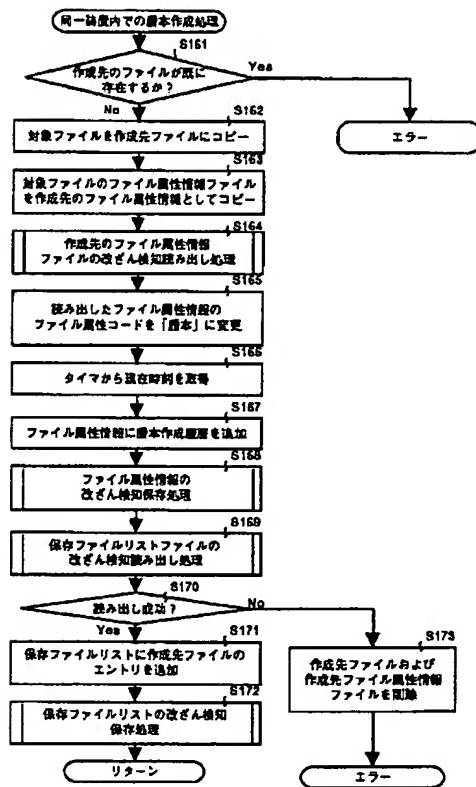 同一装置内での謄本作成処理
S161
作成先のファイルが既に
存在するか?
Yes
No
エラー
S162
対象ファイルを作成先ファイルにコピー
S163
対象ファイルのファイル属性情報ファイル
を作成先のファイル属性情報としてコピー
S164
作成先のファイル属性情報
ファイルの改ざん検知読み出し処理
S165
読み出したファイル属性情報の
ファイル属性コードを「謄本」に変更
S166
タイマから現在時刻を取得
S167
ファイル属性情報に謄本作成履歴を追加
S168
ファイル属性情報の
改ざん検知保存処理
S169
保存ファイルリストファイルの
改ざん検知読み出し処理
S170
読み出し成功?
No
Yes
S171
保存ファイルリストに作成先ファイルの
エントリを追加
S173
作成先ファイルおよび
作成先ファイル属性情報
ファイルを削除
S172
保存ファイルリストの改ざん検知
保存処理
リターン
エラー